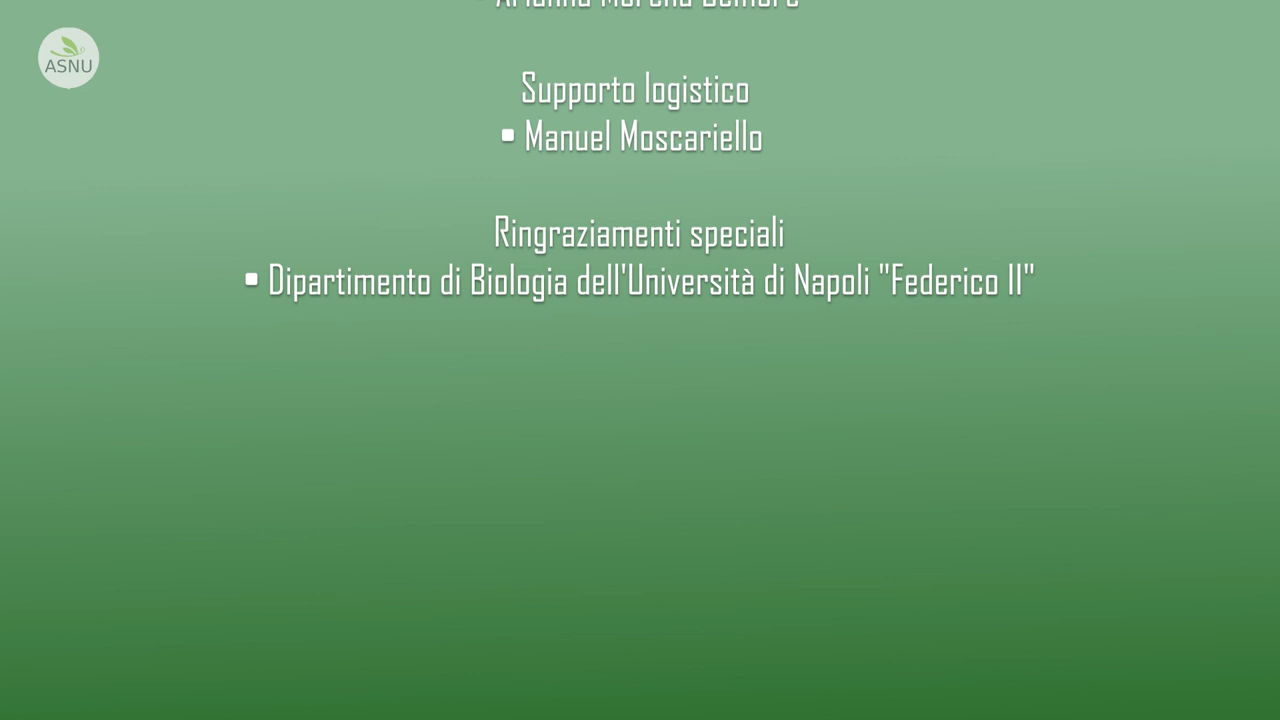 ASNU
Supporto logistico
▪ Manuel Moscariello
Ringraziamenti speciali
▪ Dipartimento di Biologia dell'Università di Napoli "Federico II"